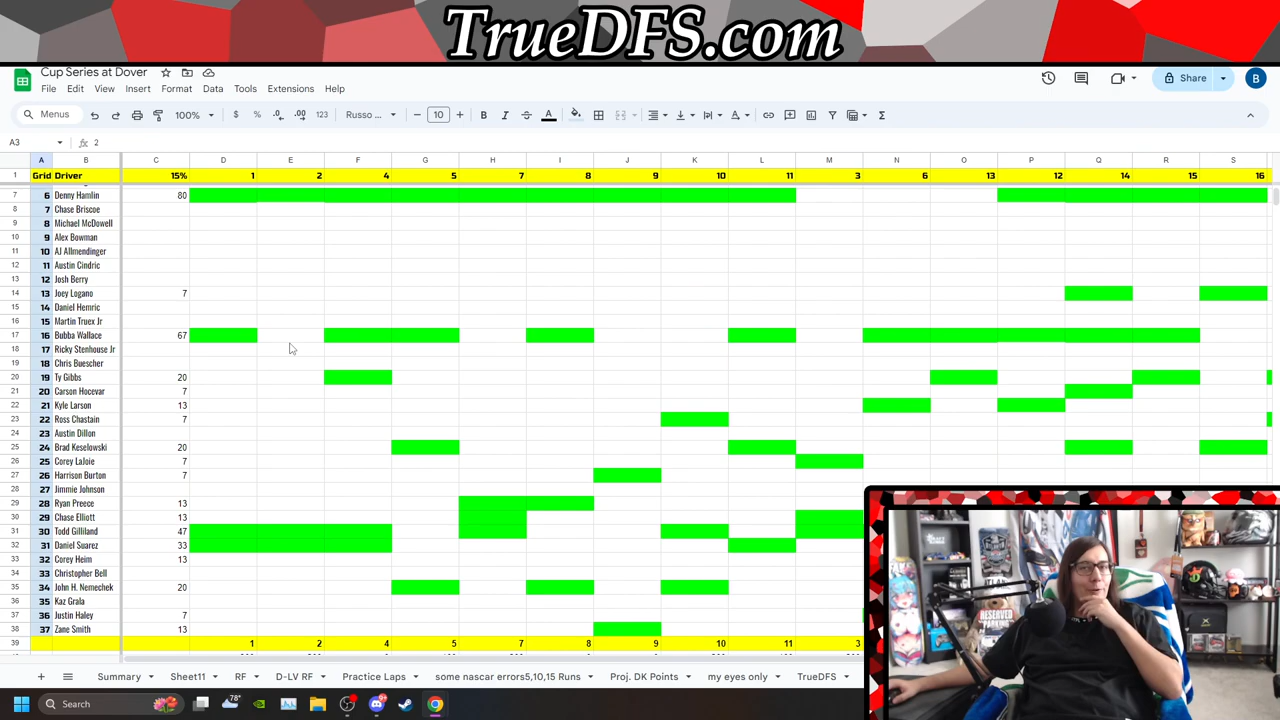 TrueDFS.com
Cup Series at Dover
File Edit View Insert Format Data Tools Extensions Help
Share
B
Menus 100% $ % .0 .00 123 Russo ... 10 B I A Σ
A3 fx 2
A B C D E F G H I J K L M N O P Q R S
1 Grid Driver 15% 1 2 4 5 7 8 9 10 11 3 6 13 12 14 15 16
7 6 Denny Hamlin 80
8 7 Chase Briscoe
9 8 Michael McDowell
10 9 Alex Bowman
11 10 AJ Allmendinger
12 11 Austin Cindric
13 12 Josh Berry
14 13 Joey Logano 7
15 14 Daniel Hemric
16 15 Martin Truex Jr
17 16 Bubba Wallace 67
18 17 Ricky Stenhouse Jr
19 18 Chris Buescher
20 19 Ty Gibbs 20
21 20 Carson Hocevar 7
22 21 Kyle Larson 13
23 22 Ross Chastain 7
24 23 Austin Dillon
25 24 Brad Keselowski 20
26 25 Corey LaJoie 7
27 26 Harrison Burton 7
28 27 Jimmie Johnson
29 28 Ryan Preece 13
30 29 Chase Elliott 13
31 30 Todd Gilliland 47
32 31 Daniel Suarez 33
33 32 Corey Heim 13
34 33 Christopher Bell
35 34 John H. Nemechek 20
36 35 Kaz Grala
37 36 Justin Haley 7
38 37 Zane Smith 13
39 1 2 4 5 7 8 9 10 11 3
RESERVED
PARKING
Summary Sheet11 RF D-LV RF Practice Laps some nascar errors5,10,15 Runs Proj. DK Points my eyes only TrueDFS
78°
Search